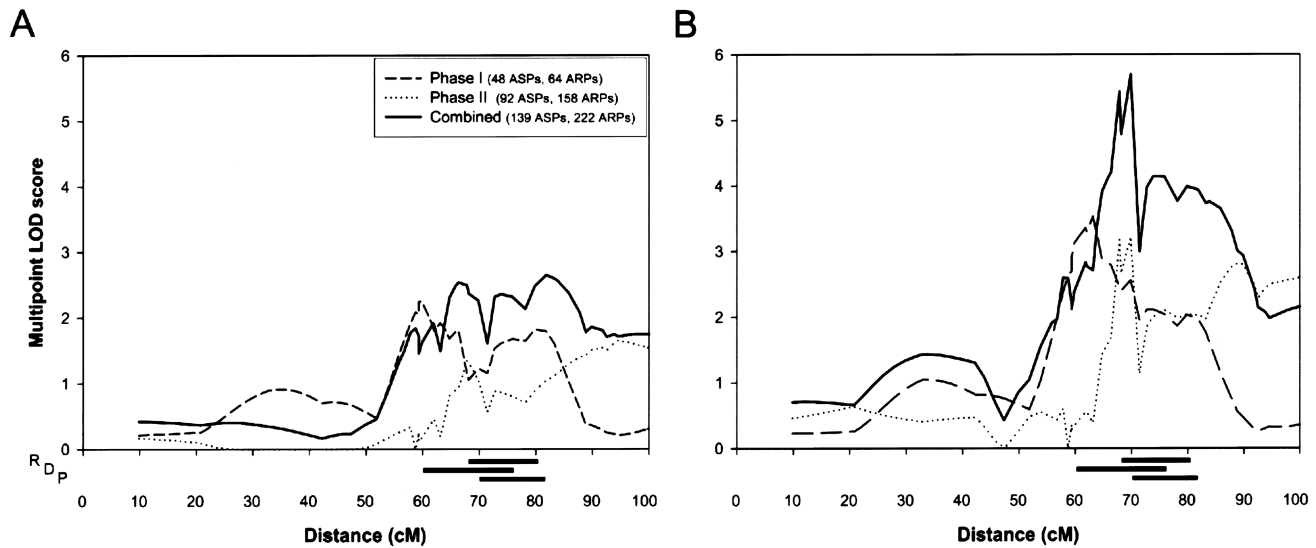 A
B
Multipoint LOD score
6
5
4
3
2
1
0
Phase I (48 ASPs, 64 ARPs)
Phase II (92 ASPs, 158 ARPs)
Combined (139 ASPs, 222 ARPs)
R D P
0 10 20 30 40 50 60 70 80 90 100
Distance (cM)
6
5
4
3
2
1
0
0 10 20 30 40 50 60 70 80 90 100
Distance (cM)